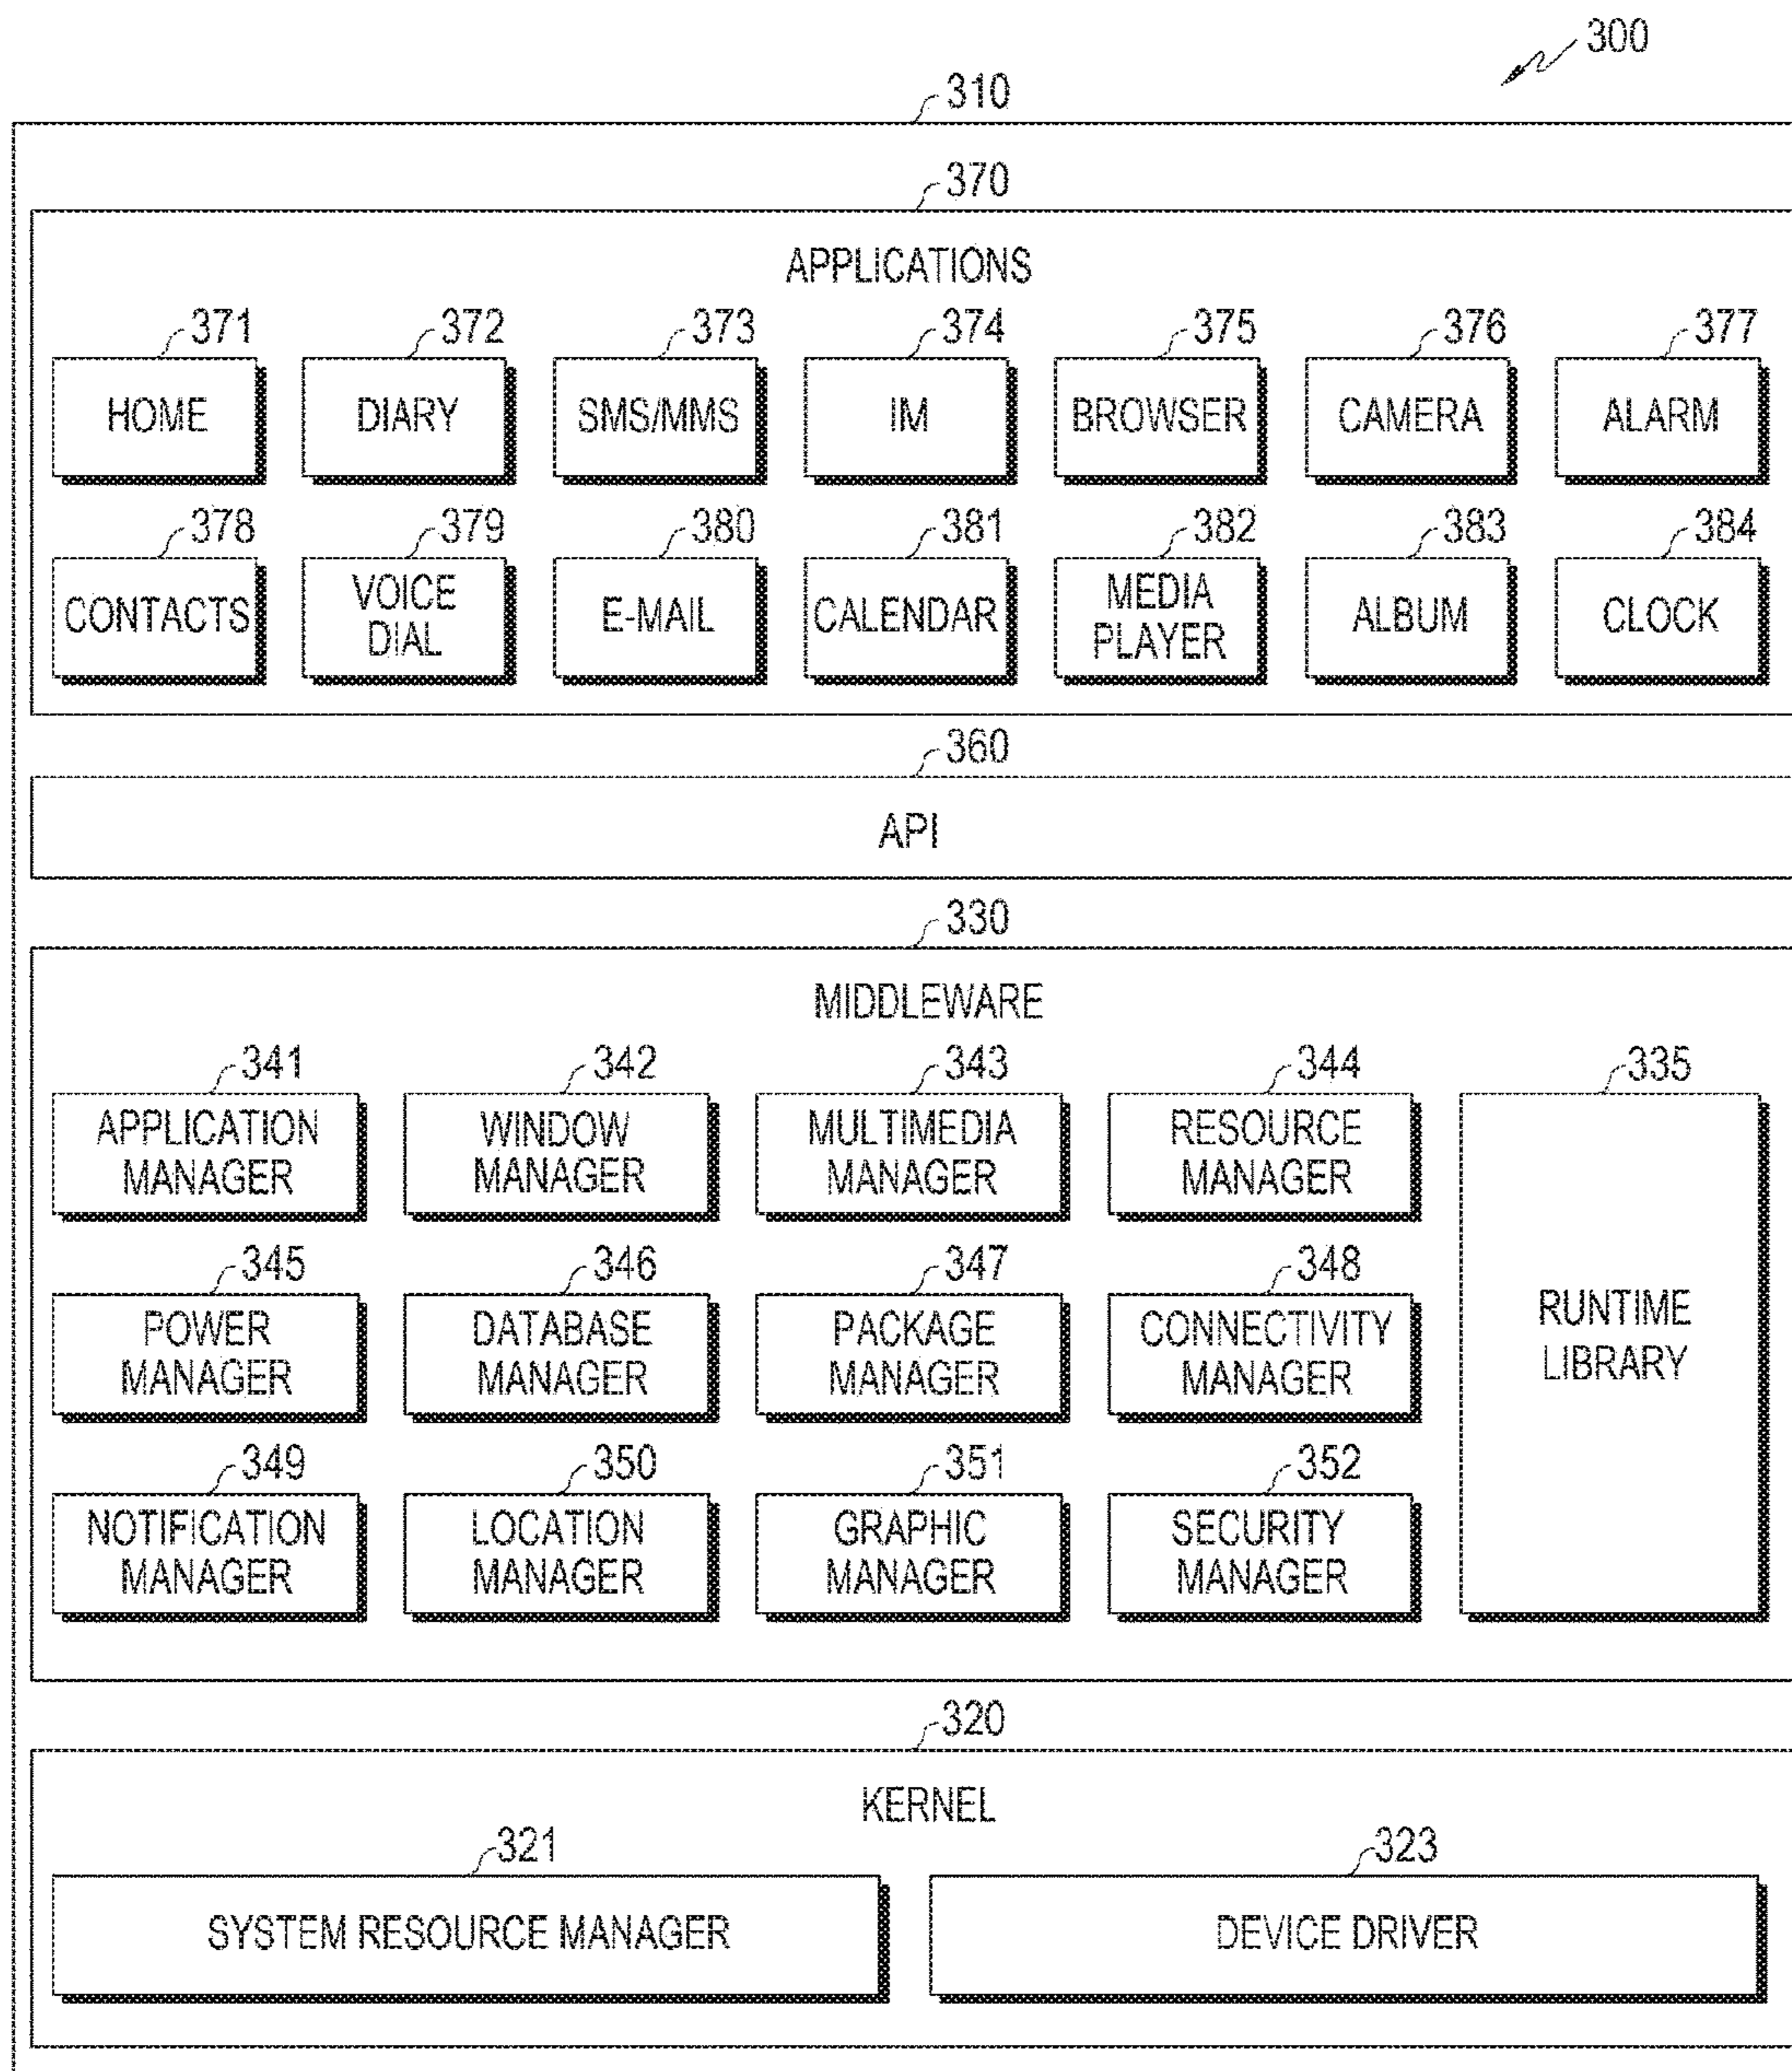 300
310
370
APPLICATIONS
371 372 373 374 375 376 377
HOME DIARY SMS/MMS IM BROWSER CAMERA ALARM
378 379 380 381 382 383 384
CONTACTS VOICE DIAL E-MAIL CALENDAR MEDIA PLAYER ALBUM CLOCK
360
API
330
MIDDLEWARE
341 342 343 344 335
APPLICATION MANAGER WINDOW MANAGER MULTIMEDIA MANAGER RESOURCE MANAGER
345 346 347 348
POWER MANAGER DATABASE MANAGER PACKAGE MANAGER CONNECTIVITY MANAGER RUNTIME LIBRARY
349 350 351 352
NOTIFICATION MANAGER LOCATION MANAGER GRAPHIC MANAGER SECURITY MANAGER
320
KERNEL
321 323
SYSTEM RESOURCE MANAGER DEVICE DRIVER